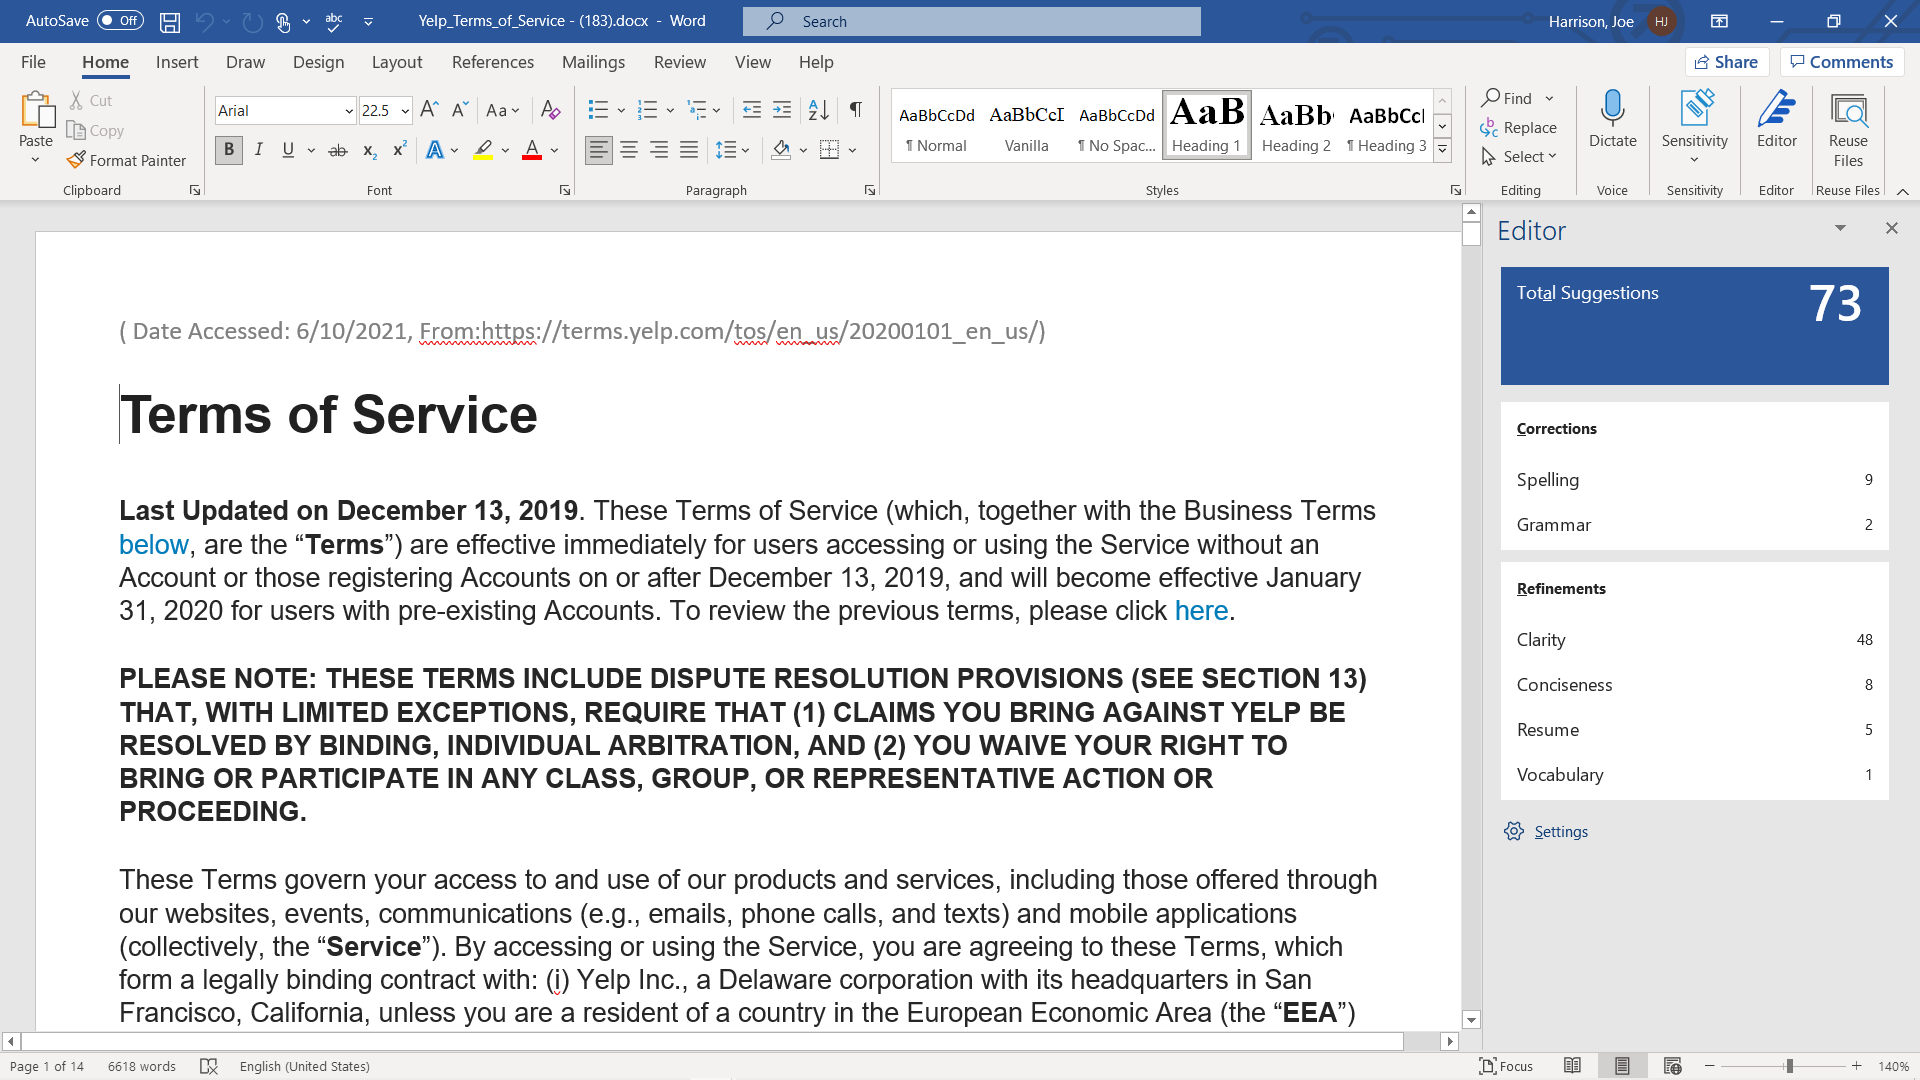 AutoSave Off abc Yelp_Terms_of_Service - (183).docx - Word Search Harrison, Joe HJ
File Home Insert Draw Design Layout References Mailings Review View Help Share Comments
Paste Cut Copy Format Painter
Clipboard
Arial 22.5
Font
Paragraph
AaBbCcDd AaBbCcI AaBbCcDd AaB AaBb AaBbCc
¶ Normal Vanilla ¶ No Spac... Heading 1 Heading 2 ¶ Heading 3
Styles
Find Replace Select
Editing
Dictate
Voice
Sensitivity
Sensitivity
Editor
Editor
Reuse Files
Reuse Files
( Date Accessed: 6/10/2021, From:https://terms.yelp.com/tos/en_us/20200101_en_us/)
Terms of Service
Last Updated on December 13, 2019. These Terms of Service (which, together with the Business Terms
below, are the “Terms”) are effective immediately for users accessing or using the Service without an
Account or those registering Accounts on or after December 13, 2019, and will become effective January
31, 2020 for users with pre-existing Accounts. To review the previous terms, please click here.
PLEASE NOTE: THESE TERMS INCLUDE DISPUTE RESOLUTION PROVISIONS (SEE SECTION 13)
THAT, WITH LIMITED EXCEPTIONS, REQUIRE THAT (1) CLAIMS YOU BRING AGAINST YELP BE
RESOLVED BY BINDING, INDIVIDUAL ARBITRATION, AND (2) YOU WAIVE YOUR RIGHT TO
BRING OR PARTICIPATE IN ANY CLASS, GROUP, OR REPRESENTATIVE ACTION OR
PROCEEDING.
These Terms govern your access to and use of our products and services, including those offered through
our websites, events, communications (e.g., emails, phone calls, and texts) and mobile applications
(collectively, the “Service”). By accessing or using the Service, you are agreeing to these Terms, which
form a legally binding contract with: (i) Yelp Inc., a Delaware corporation with its headquarters in San
Francisco, California, unless you are a resident of a country in the European Economic Area (the “EEA”)
Editor
Total Suggestions 73
Corrections
Spelling 9
Grammar 2
Refinements
Clarity 48
Conciseness 8
Resume 5
Vocabulary 1
Settings
Page 1 of 14 6618 words English (United States) Focus 140%